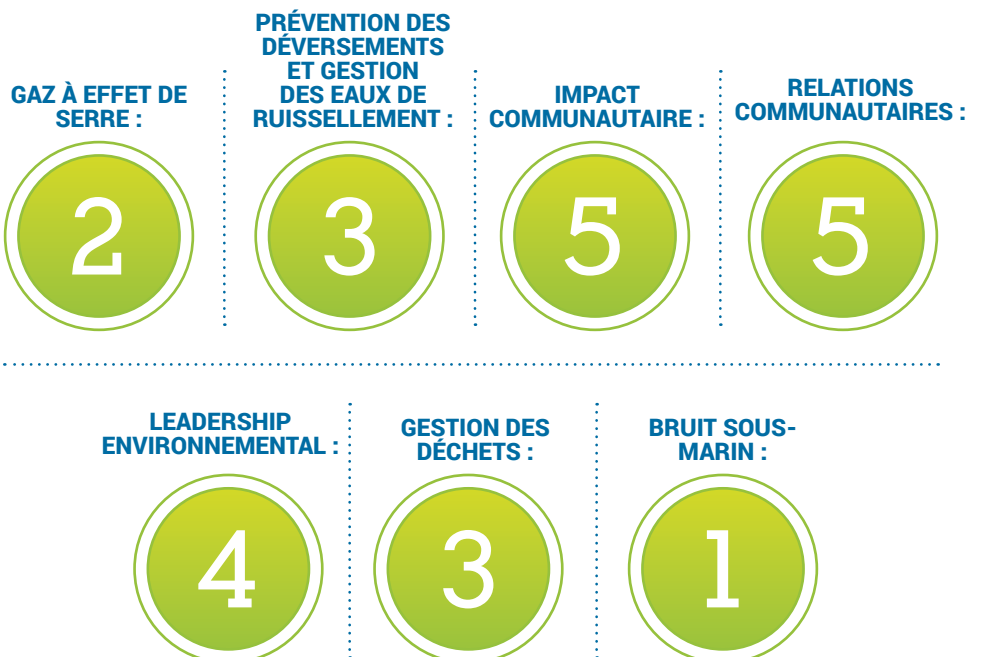 GAZ À EFFET DE
SERRE :
2
PRÉVENTION DES
DÉVERSEMENTS
ET GESTION
DES EAUX DE
RUISSELLEMENT :
3
IMPACT
COMMUNAUTAIRE :
5
RELATIONS
COMMUNAUTAIRES :
5
LEADERSHIP
ENVIRONNEMENTAL :
4
GESTION DES
DÉCHETS :
3
BRUIT SOUS-
MARIN :
1